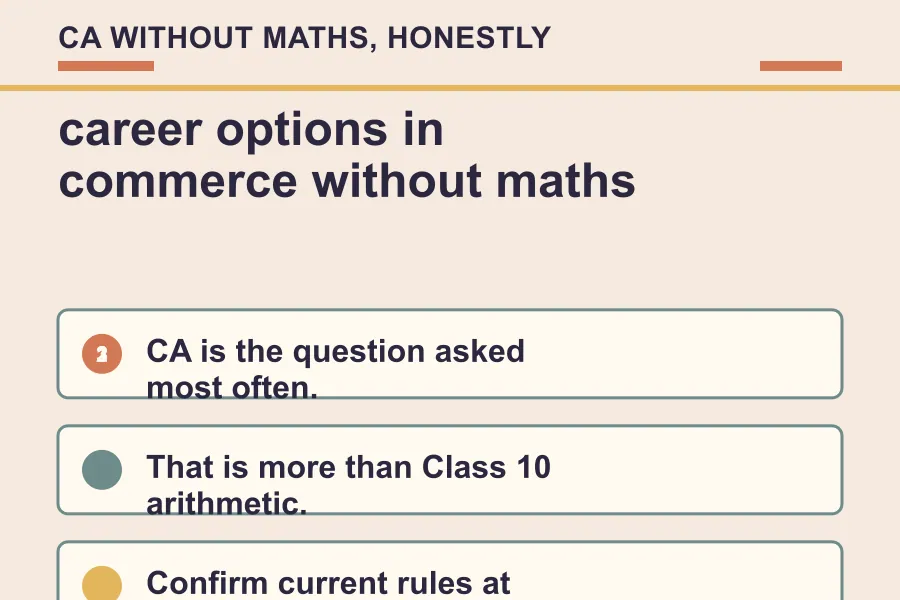 CA WITHOUT MATHS, HONESTLY
career options in
commerce without maths
CA is the question asked
most often.
That is more than Class 10
arithmetic.
Confirm current rules at